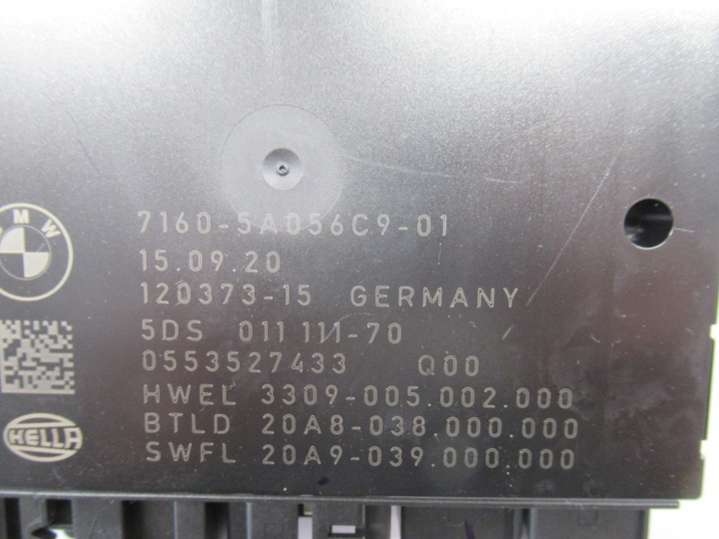 BMW
7160-5A056C9-01
15.09.20
120373-15 GERMANY
5DS 011 111-70
0553527433 Q00
HWEL 3309-005.002.000
HELLA
BTLD 20A8-038.000.000
SWFL 20A9-039.000.000